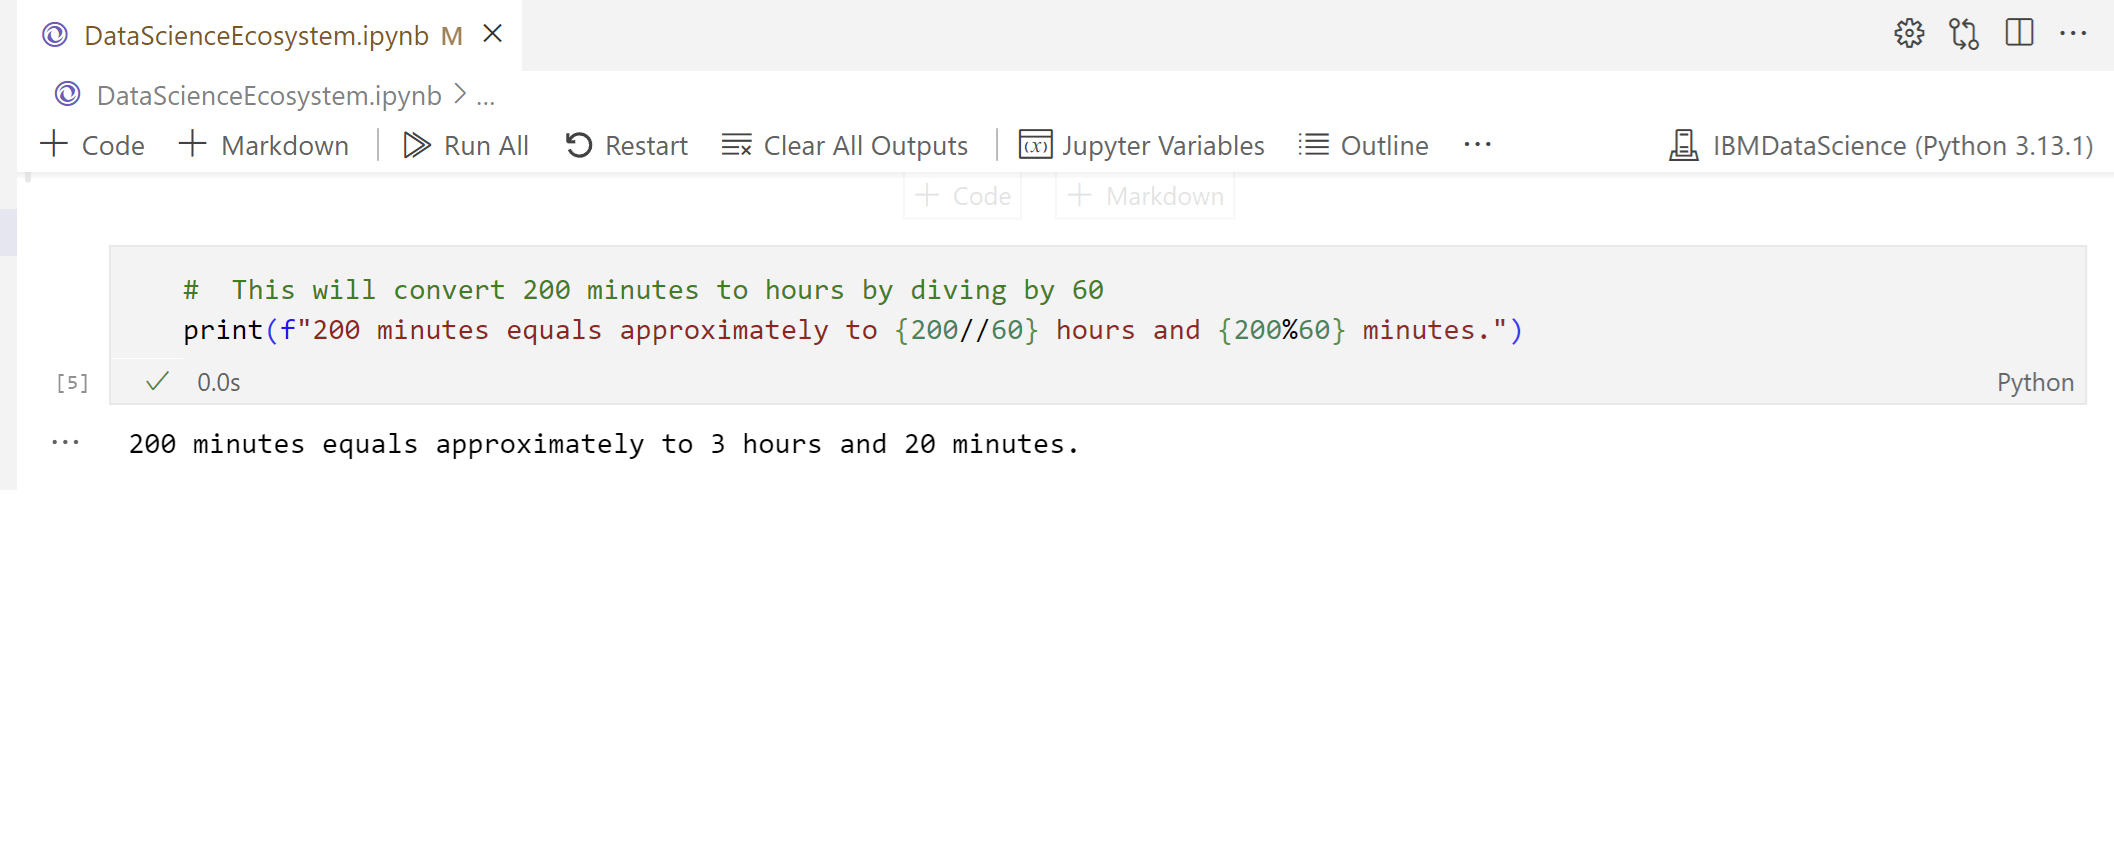 DataScienceEcosystem.ipynb M
DataScienceEcosystem.ipynb > ...
Code Markdown Run All Restart Clear All Outputs Jupyter Variables Outline ... IBMDataScience (Python 3.13.1)
Code Markdown
#  This will convert 200 minutes to hours by diving by 60
print(f"200 minutes equals approximately to {200//60} hours and {200%60} minutes.")
[5] 0.0s Python
200 minutes equals approximately to 3 hours and 20 minutes.